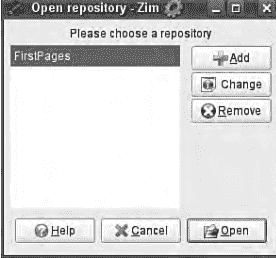 Open repository - Zim
Please choose a repository
FirstPages
Add
Change
Remove
Help
Cancel
Open